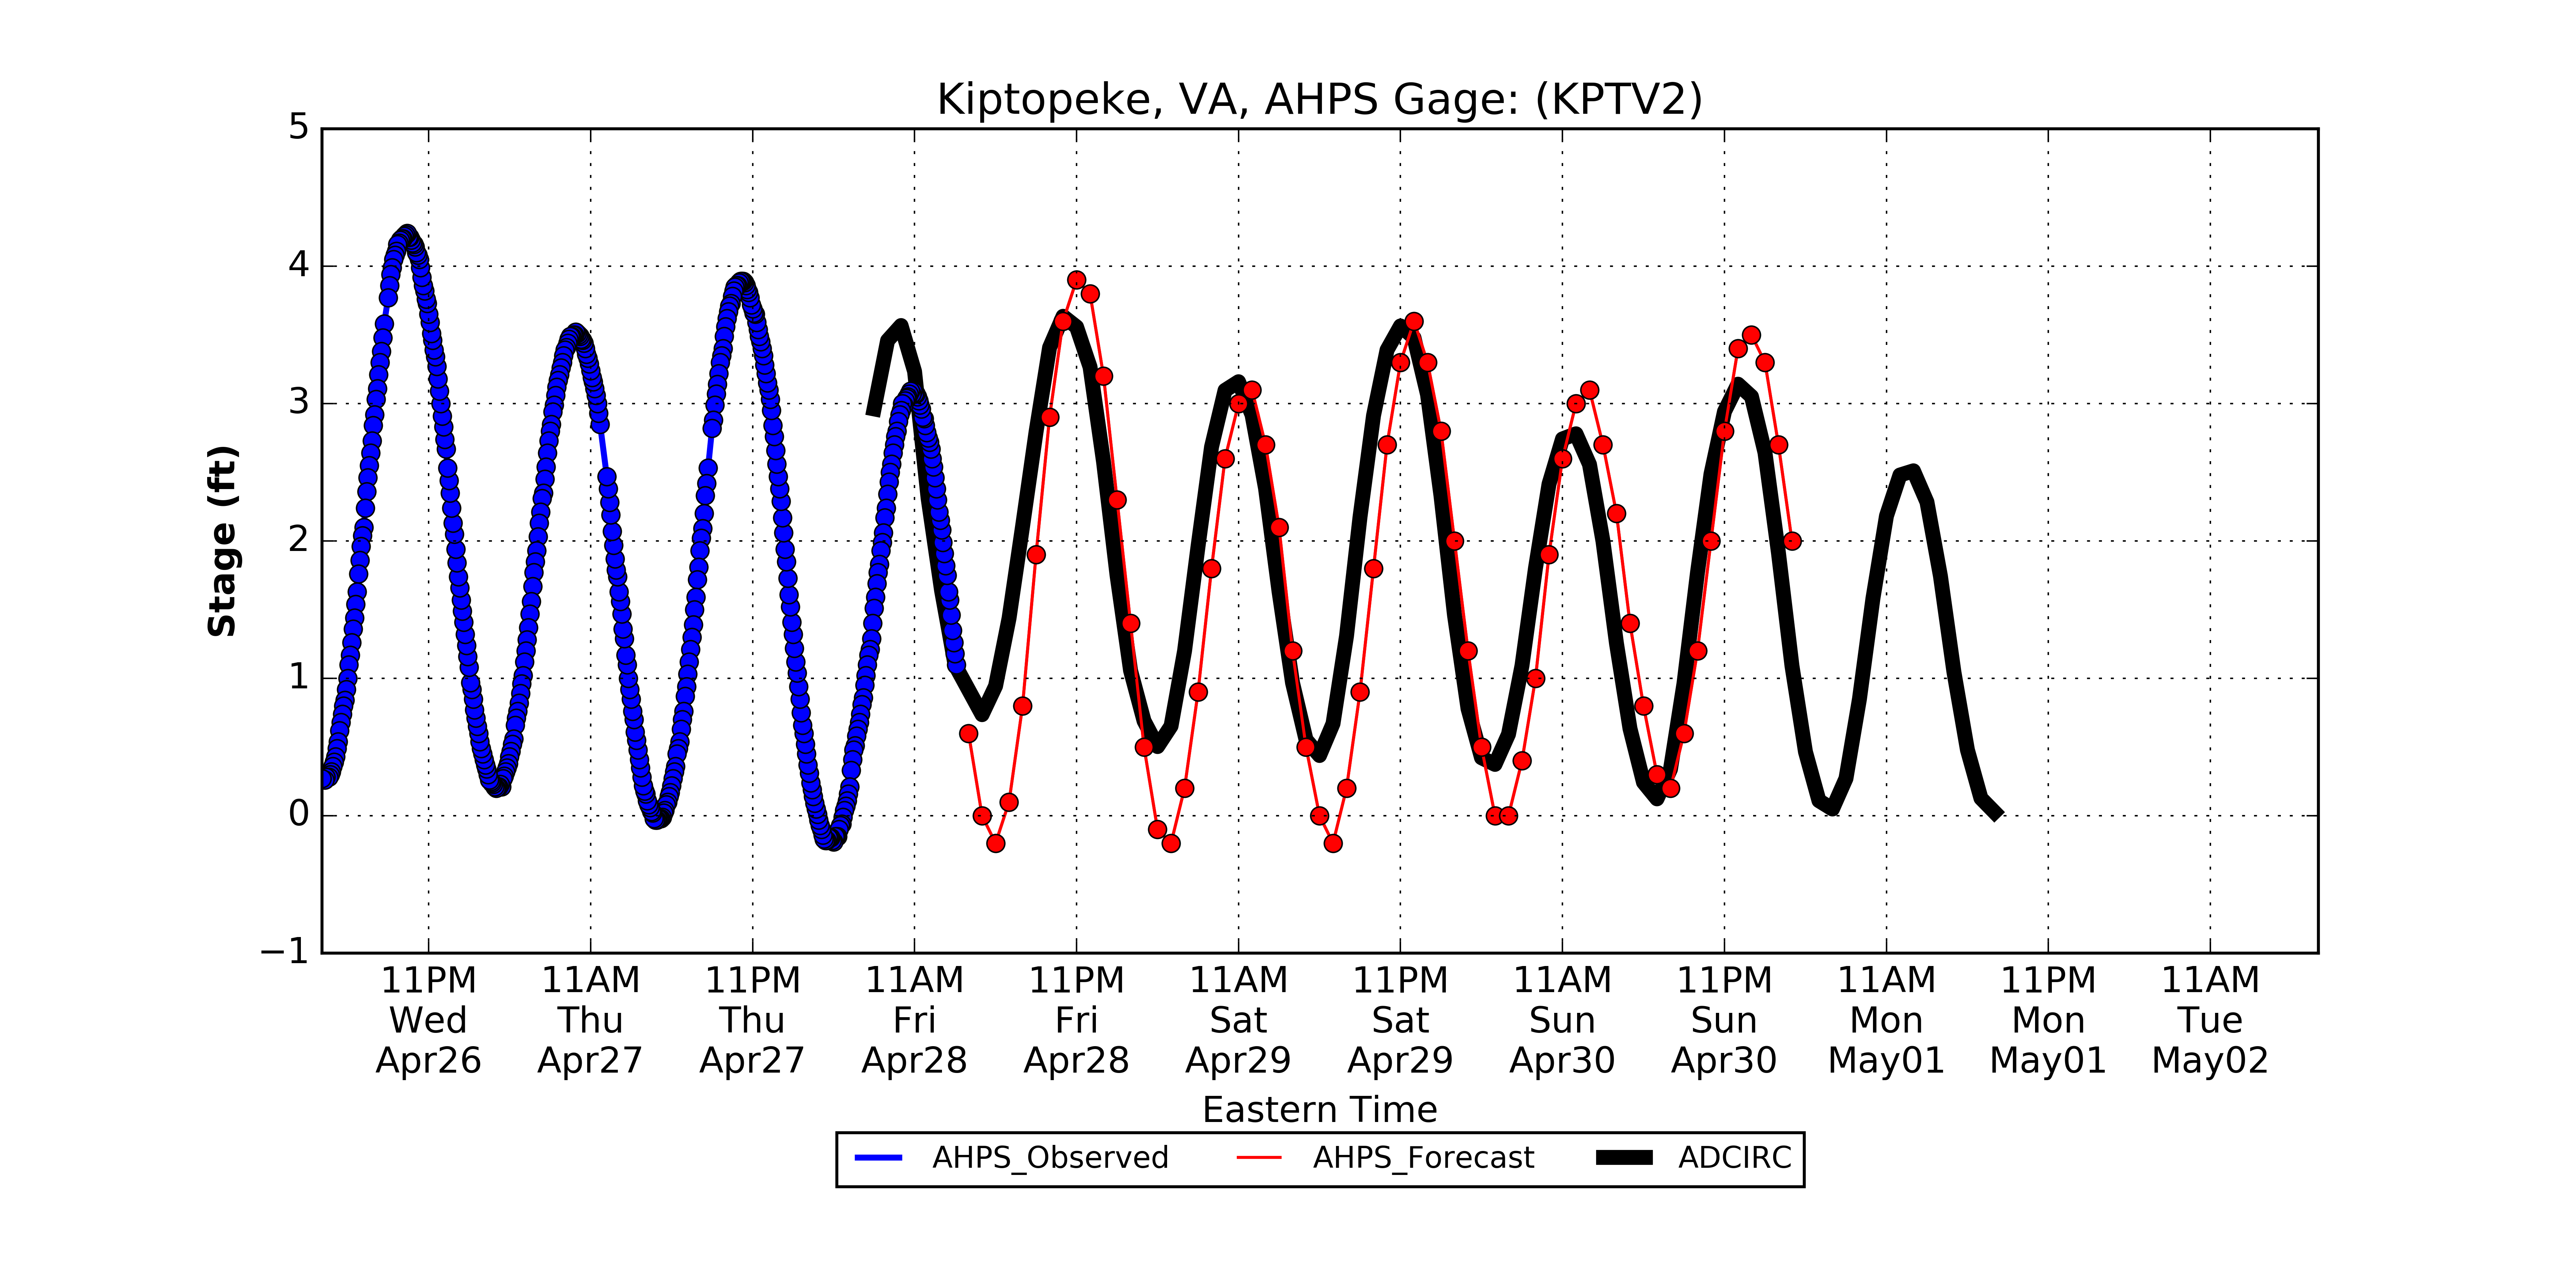 Kiptopeke, VA, AHPS Gage: (KPTV2)
5
4
3
2
1
0
−1
Stage (ft)
11PM 11AM 11PM 11AM 11PM 11AM 11PM 11AM 11PM 11AM 11PM 11AM
Wed Thu Thu Fri Fri Sat Sat Sun Sun Mon Mon Tue
Apr26 Apr27 Apr27 Apr28 Apr28 Apr29 Apr29 Apr30 Apr30 May01 May01 May02
Eastern Time
AHPS_Observed AHPS_Forecast ADCIRC